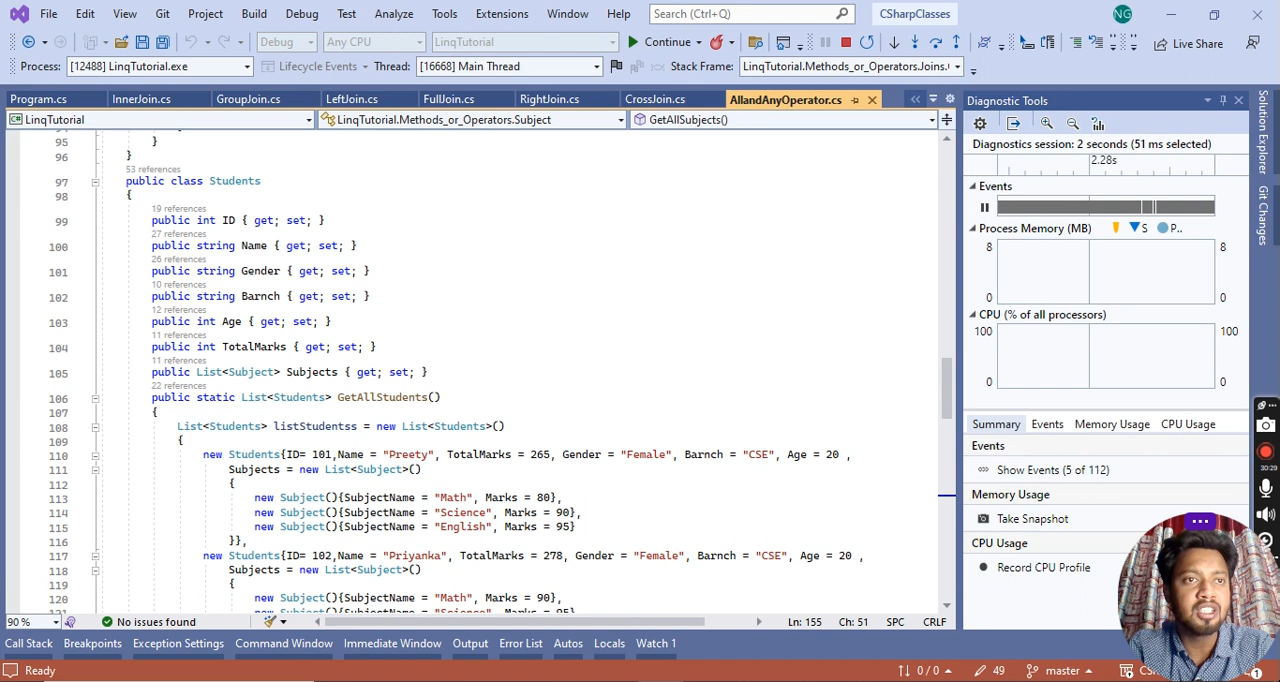 File Edit View Git Project Build Debug Test Analyze Tools Extensions Window Help Search (Ctrl+Q) CSharpClasses NG
Debug Any CPU LinqTutorial Continue Live Share
Process: [12488] LinqTutorial.exe Lifecycle Events Thread: [16668] Main Thread Stack Frame: LinqTutorial.Methods_or_Operators.Joins.
Program.cs InnerJoin.cs GroupJoin.cs LeftJoin.cs FullJoin.cs RightJoin.cs CrossJoin.cs AllandAnyOperator.cs
LinqTutorial LinqTutorial.Methods_or_Operators.Subject GetAllSubjects()
95 }
96 }
53 references
97 public class Students
98 {
19 references
99 public int ID { get; set; }
27 references
100 public string Name { get; set; }
26 references
101 public string Gender { get; set; }
10 references
102 public string Barnch { get; set; }
12 references
103 public int Age { get; set; }
11 references
104 public int TotalMarks { get; set; }
11 references
105 public List<Subject> Subjects { get; set; }
22 references
106 public static List<Students> GetAllStudents()
107 {
108 List<Students> listStudentss = new List<Students>()
109 {
110 new Students{ID= 101,Name = "Preety", TotalMarks = 265, Gender = "Female", Barnch = "CSE", Age = 20 ,
111 Subjects = new List<Subject>()
112 {
113 new Subject(){SubjectName = "Math", Marks = 80},
114 new Subject(){SubjectName = "Science", Marks = 90},
115 new Subject(){SubjectName = "English", Marks = 95}
116 }},
117 new Students{ID= 102,Name = "Priyanka", TotalMarks = 278, Gender = "Female", Barnch = "CSE", Age = 20 ,
118 Subjects = new List<Subject>()
119 {
120 new Subject(){SubjectName = "Math", Marks = 90},
new Subject(){SubjectName = "Science", Marks = 95},
90 % No issues found Ln: 155 Ch: 51 SPC CRLF
Diagnostic Tools
Diagnostics session: 2 seconds (51 ms selected)
2.28s
Events
Process Memory (MB) S P..
8 8
0 0
CPU (% of all processors)
100 100
0 0
Summary Events Memory Usage CPU Usage
Events
Show Events (5 of 112)
Memory Usage
Take Snapshot
CPU Usage
Record CPU Profile
Solution Explorer
Git Changes
30:29
Call Stack Breakpoints Exception Settings Command Window Immediate Window Output Error List Autos Locals Watch 1
Ready 0 / 0 49 master 1